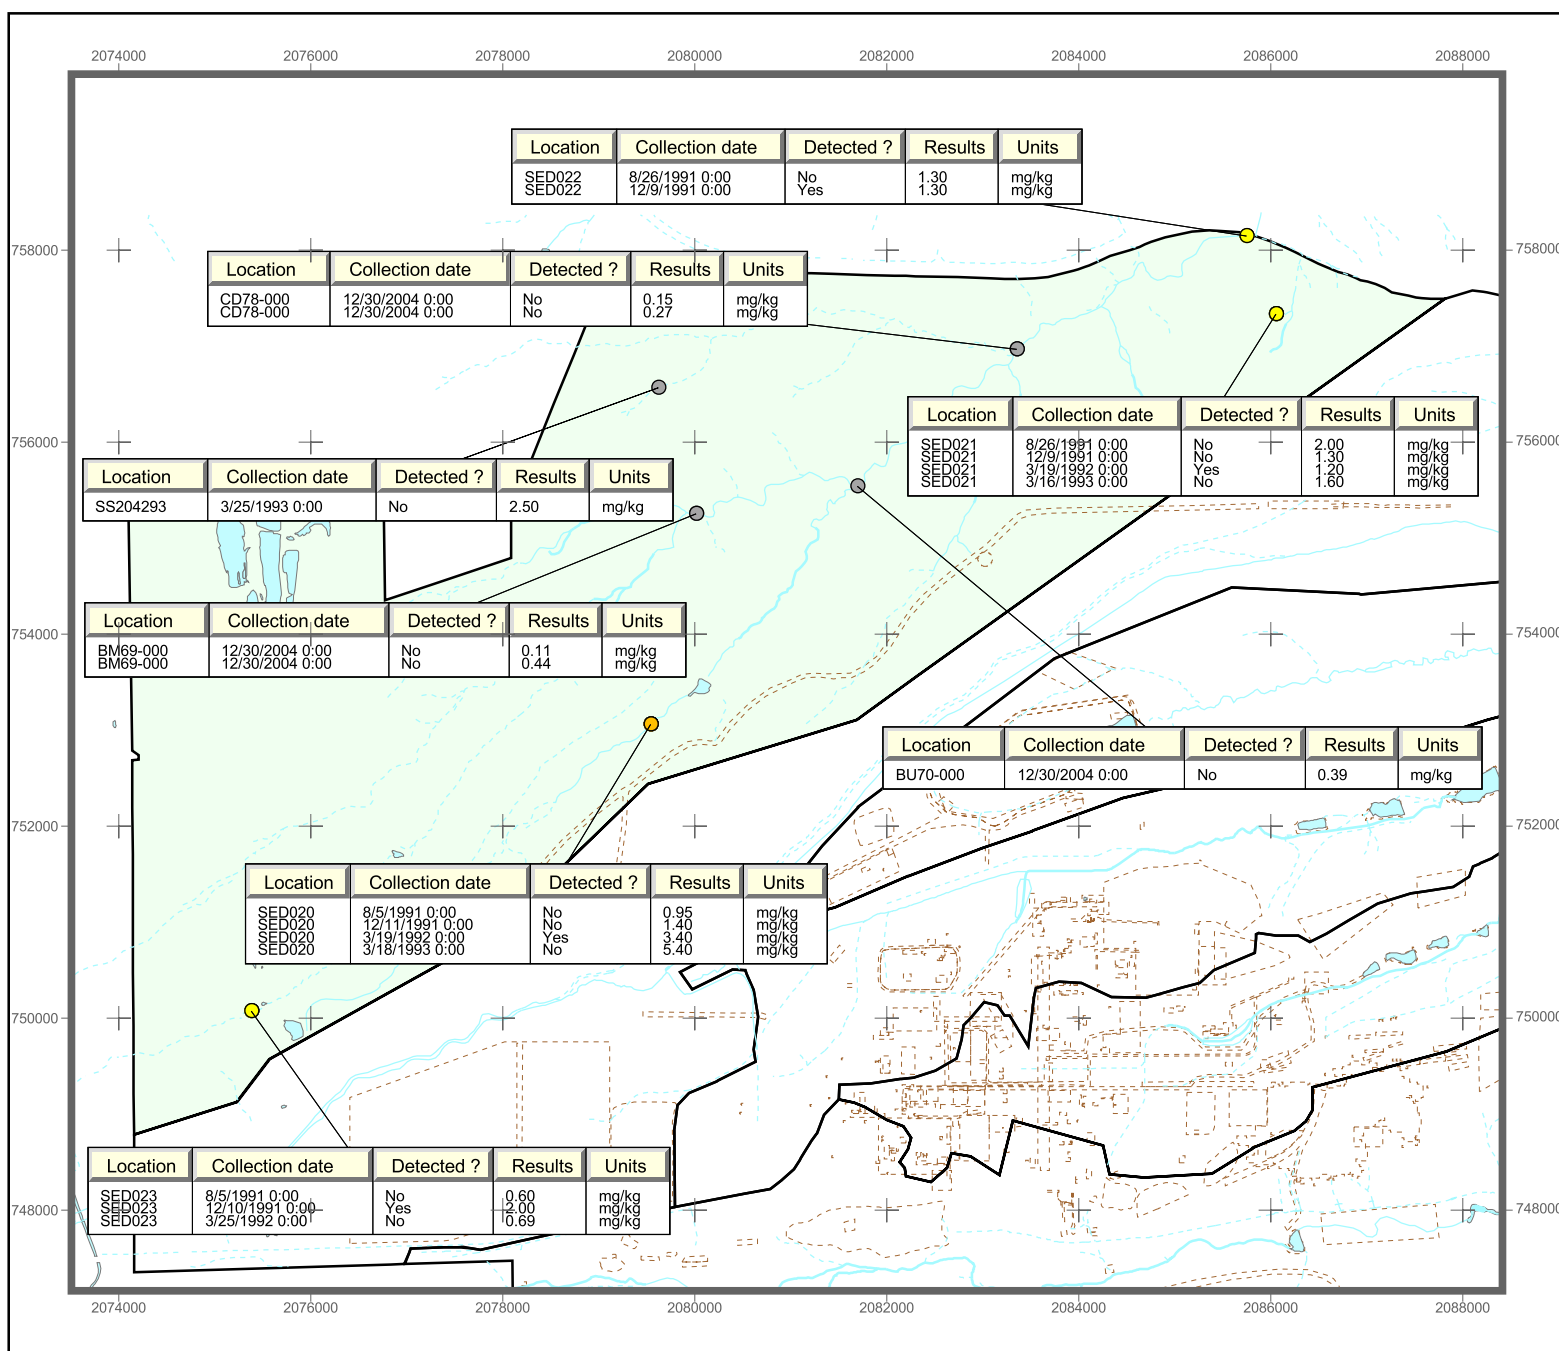 2074000 2076000 2078000 2080000 2082000 2084000 2086000 2088000
Location Collection date Detected ? Results Units
SED022 8/26/1991 0:00 No 1.30 mg/kg
SED022 12/9/1991 0:00 Yes 1.30 mg/kg
758000 758000
Location Collection date Detected ? Results Units
CD78-000 12/30/2004 0:00 No 0.15 mg/kg
CD78-000 12/30/2004 0:00 No 0.27 mg/kg
Location Collection date Detected ? Results Units
SED021 8/26/1991 0:00 No 2.00 mg/kg
SED021 12/9/1991 0:00 No 1.30 mg/kg
SED021 3/19/1992 0:00 Yes 1.20 mg/kg
SED021 3/16/1993 0:00 No 1.60 mg/kg
756000 756000
Location Collection date Detected ? Results Units
SS204293 3/25/1993 0:00 No 2.50 mg/kg
Location Collection date Detected ? Results Units
BM69-000 12/30/2004 0:00 No 0.11 mg/kg
BM69-000 12/30/2004 0:00 No 0.44 mg/kg
754000 754000
Location Collection date Detected ? Results Units
BU70-000 12/30/2004 0:00 No 0.39 mg/kg
752000 752000
Location Collection date Detected ? Results Units
SED020 8/5/1991 0:00 No 0.95 mg/kg
SED020 12/11/1991 0:00 No 1.40 mg/kg
SED020 3/19/1992 0:00 Yes 3.40 mg/kg
SED020 3/18/1993 0:00 No 5.40 mg/kg
750000 750000
Location Collection date Detected ? Results Units
SED023 8/5/1991 0:00 No 0.60 mg/kg
SED023 12/10/1991 0:00 Yes 2.00 mg/kg
SED023 3/25/1992 0:00 No 0.69 mg/kg
748000 748000
2074000 2076000 2078000 2080000 2082000 2084000 2086000 2088000